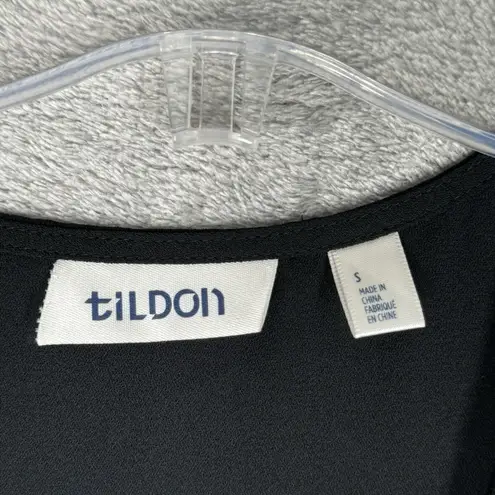 tiLDON
S
MADE IN
CHINA
FABRIQUÉ
EN CHINE